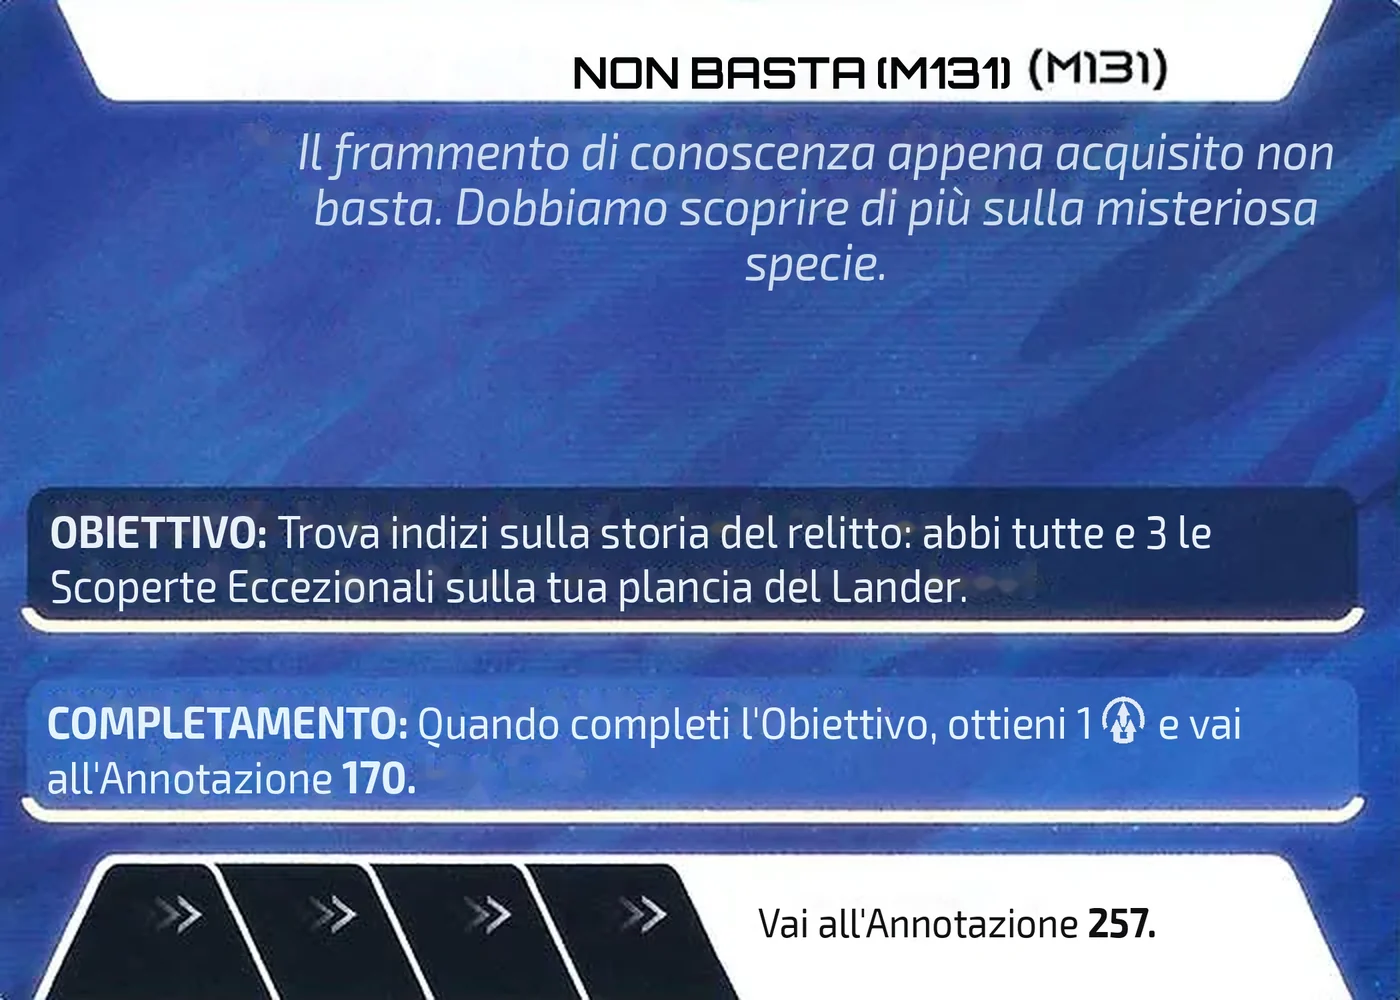 NON BASTA (M131) (M131)
Il frammento di conoscenza appena acquisito non
basta. Dobbiamo scoprire di più sulla misteriosa
specie.
OBIETTIVO: Trova indizi sulla storia del relitto: abbi tutte e 3 le
Scoperte Eccezionali sulla tua plancia del Lander.
COMPLETAMENTO: Quando completi l'Obiettivo, ottieni 1 e vai
all'Annotazione 170.
Vai all'Annotazione 257.